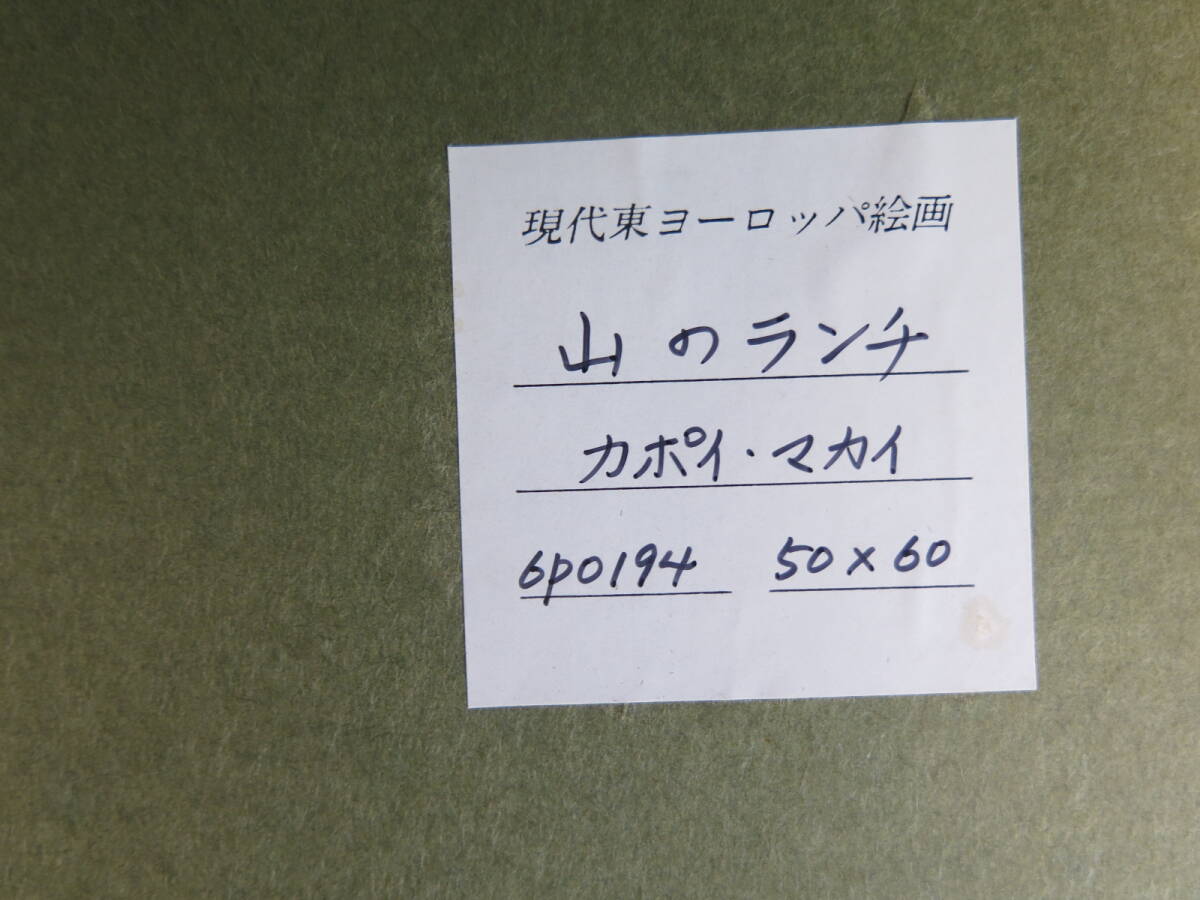 現代東ヨーロッパ絵画
山のランチ
カポイ・マカイ
6P0194 50×60